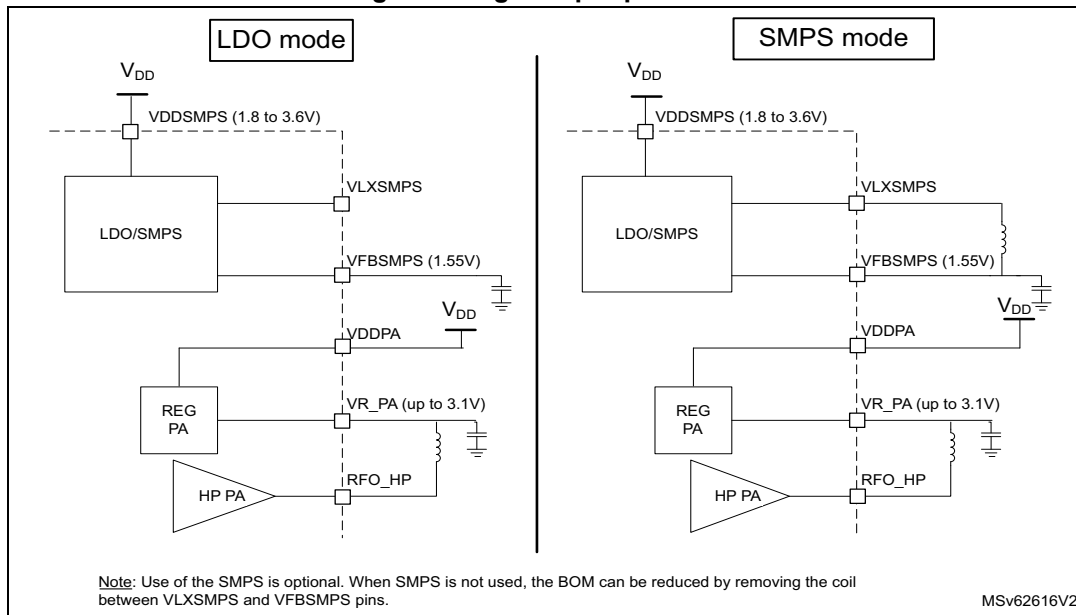 LDO mode
V_DD
VDDSMPS (1.8 to 3.6V)
VLXSMPS
LDO/SMPS
VFBSMPS (1.55V)
V_DD
VDDPA
REG
PA
VR_PA (up to 3.1V)
HP PA
RFO_HP
SMPS mode
V_DD
VDDSMPS (1.8 to 3.6V)
VLXSMPS
LDO/SMPS
VFBSMPS (1.55V)
V_DD
VDDPA
REG
PA
VR_PA (up to 3.1V)
HP PA
RFO_HP
Note: Use of the SMPS is optional. When SMPS is not used, the BOM can be reduced by removing the coil
between VLXSMPS and VFBSMPS pins.
MSv62616V2